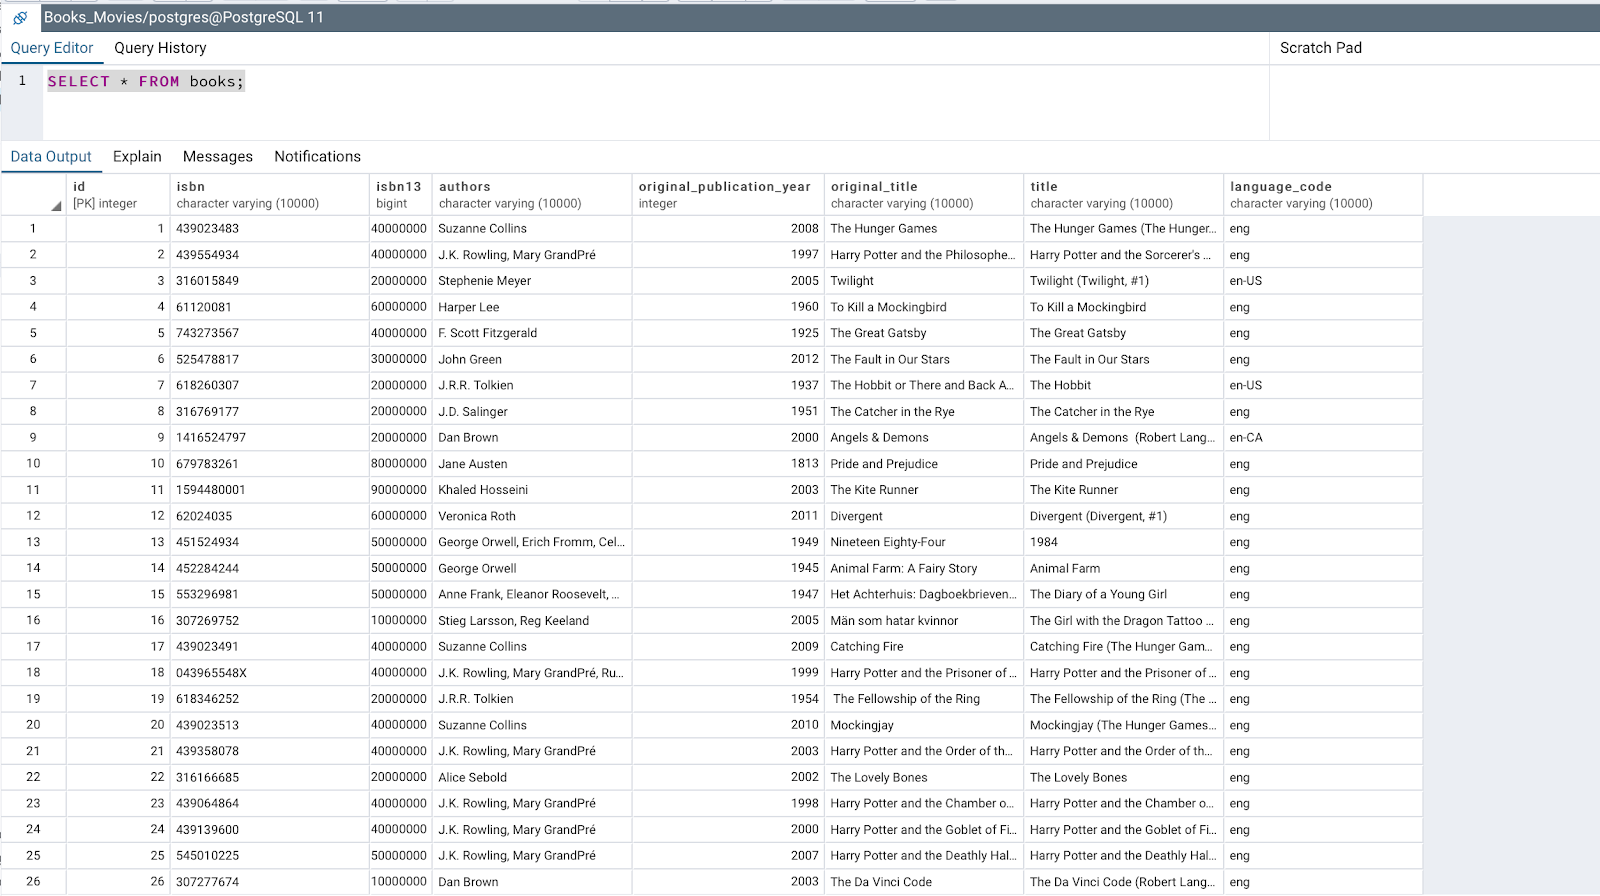 Books_Movies/postgres@PostgreSQL 11
Query Editor Query History Scratch Pad
1 SELECT * FROM books;
Data Output Explain Messages Notifications
id isbn isbn13 authors original_publication_year original_title title language_code
[PK] integer character varying (10000) bigint character varying (10000) integer character varying (10000) character varying (10000) character varying (10000)
1 1 439023483 40000000 Suzanne Collins 2008 The Hunger Games The Hunger Games (The Hunger... eng
2 2 439554934 40000000 J.K. Rowling, Mary GrandPré 1997 Harry Potter and the Philosophe... Harry Potter and the Sorcerer's ... eng
3 3 316015849 20000000 Stephenie Meyer 2005 Twilight Twilight (Twilight, #1) en-US
4 4 61120081 60000000 Harper Lee 1960 To Kill a Mockingbird To Kill a Mockingbird eng
5 5 743273567 40000000 F. Scott Fitzgerald 1925 The Great Gatsby The Great Gatsby eng
6 6 525478817 30000000 John Green 2012 The Fault in Our Stars The Fault in Our Stars eng
7 7 618260307 20000000 J.R.R. Tolkien 1937 The Hobbit or There and Back A... The Hobbit en-US
8 8 316769177 20000000 J.D. Salinger 1951 The Catcher in the Rye The Catcher in the Rye eng
9 9 1416524797 20000000 Dan Brown 2000 Angels & Demons Angels & Demons (Robert Lang... en-CA
10 10 679783261 80000000 Jane Austen 1813 Pride and Prejudice Pride and Prejudice eng
11 11 1594480001 90000000 Khaled Hosseini 2003 The Kite Runner The Kite Runner eng
12 12 62024035 60000000 Veronica Roth 2011 Divergent Divergent (Divergent, #1) eng
13 13 451524934 50000000 George Orwell, Erich Fromm, Cel... 1949 Nineteen Eighty-Four 1984 eng
14 14 452284244 50000000 George Orwell 1945 Animal Farm: A Fairy Story Animal Farm eng
15 15 553296981 50000000 Anne Frank, Eleanor Roosevelt, ... 1947 Het Achterhuis: Dagboekbrieven... The Diary of a Young Girl eng
16 16 307269752 10000000 Stieg Larsson, Reg Keeland 2005 Män som hatar kvinnor The Girl with the Dragon Tattoo ... eng
17 17 439023491 40000000 Suzanne Collins 2009 Catching Fire Catching Fire (The Hunger Gam... eng
18 18 043965548X 40000000 J.K. Rowling, Mary GrandPré, Ru... 1999 Harry Potter and the Prisoner of ... Harry Potter and the Prisoner of ... eng
19 19 618346252 20000000 J.R.R. Tolkien 1954 The Fellowship of the Ring The Fellowship of the Ring (The ... eng
20 20 439023513 40000000 Suzanne Collins 2010 Mockingjay Mockingjay (The Hunger Games... eng
21 21 439358078 40000000 J.K. Rowling, Mary GrandPré 2003 Harry Potter and the Order of th... Harry Potter and the Order of th... eng
22 22 316166685 20000000 Alice Sebold 2002 The Lovely Bones The Lovely Bones eng
23 23 439064864 40000000 J.K. Rowling, Mary GrandPré 1998 Harry Potter and the Chamber o... Harry Potter and the Chamber o... eng
24 24 439139600 40000000 J.K. Rowling, Mary GrandPré 2000 Harry Potter and the Goblet of Fi... Harry Potter and the Goblet of Fi... eng
25 25 545010225 50000000 J.K. Rowling, Mary GrandPré 2007 Harry Potter and the Deathly Hal... Harry Potter and the Deathly Hal... eng
26 26 307277674 10000000 Dan Brown 2003 The Da Vinci Code The Da Vinci Code (Robert Lang... eng